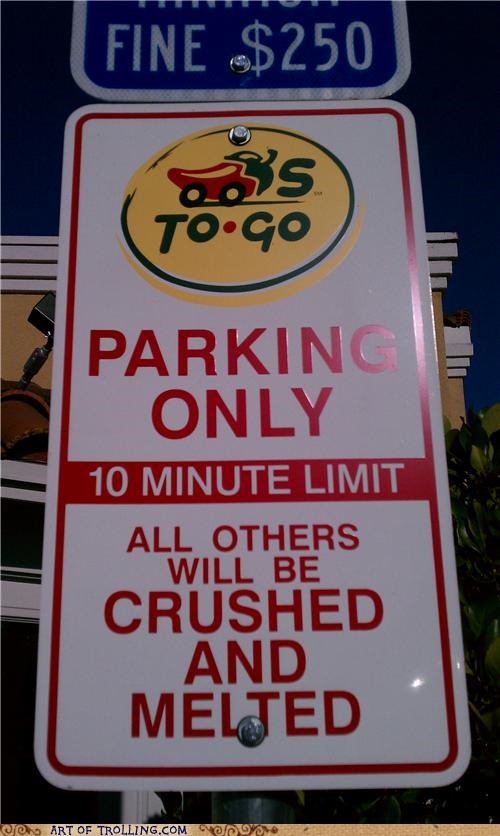 FINE $250
'S
TO•GO
PARKING
ONLY
10 MINUTE LIMIT
ALL OTHERS
WILL BE
CRUSHED
AND
MELTED
ART OF TROLLING.COM